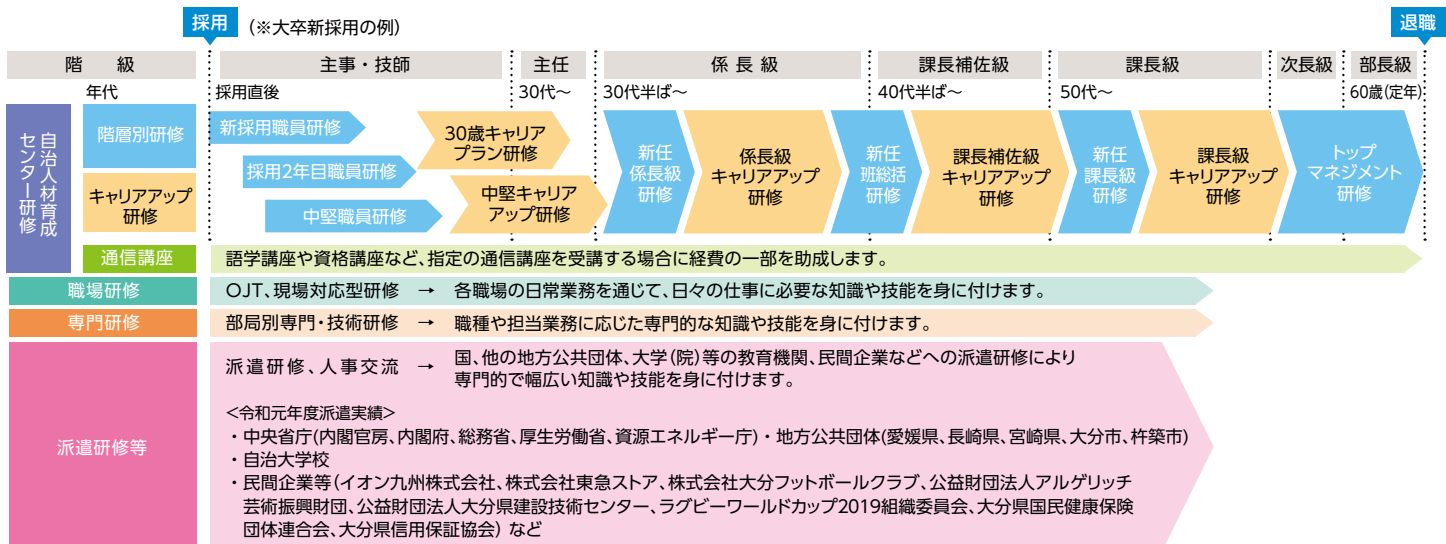 採用
(※大卒新採用の例)
退職
階 級
主事・技師
主任
係長級
課長補佐級
課長級
次長級
部長級
年代
採用直後
30代～
30代半ば～
40代半ば～
50代～
60歳(定年)
自治人材育成
センター研修
階層別研修
キャリアアップ
研修
新採用職員研修
採用2年目職員研修
中堅職員研修
30歳キャリア
プラン研修
中堅キャリア
アップ研修
新任
係長級
研修
係長級
キャリアアップ
研修
新任
班総括
研修
課長補佐級
キャリアアップ
研修
新任
課長級
研修
課長級
キャリアアップ
研修
トップ
マネジメント
研修
通信講座
語学講座や資格講座など、指定の通信講座を受講する場合に経費の一部を助成します。
職場研修
OJT、現場対応型研修 → 各職場の日常業務を通じて、日々の仕事に必要な知識や技能を身に付けます。
専門研修
部局別専門・技術研修 → 職種や担当業務に応じた専門的な知識や技能を身に付けます。
派遣研修等
派遣研修、人事交流 → 国、他の地方公共団体、大学(院)等の教育機関、民間企業などへの派遣研修により
専門的で幅広い知識や技能を身に付けます。
<令和元年度派遣実績>
・中央省庁(内閣官房、内閣府、総務省、厚生労働省、資源エネルギー庁)・地方公共団体(愛媛県、長崎県、宮崎県、大分市、杵築市)
・自治大学校
・民間企業等(イオン九州株式会社、株式会社東急ストア、株式会社大分フットボールクラブ、公益財団法人アルゲリッチ
芸術振興財団、公益財団法人大分県建設技術センター、ラグビーワールドカップ2019組織委員会、大分県国民健康保険
団体連合会、大分県信用保証協会) など